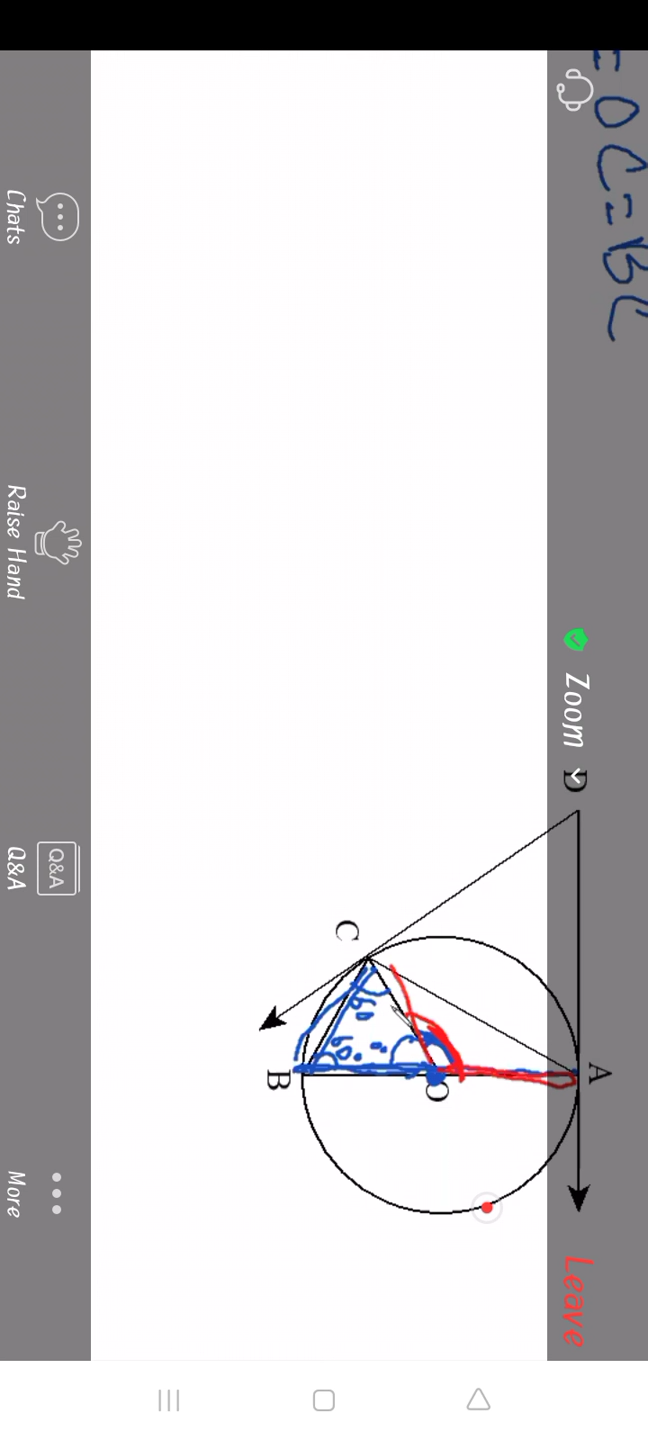 = OC=BC
Zoom
Leave
D
A
O
C
60
60°
B
Q&A
Chats
Raise Hand
Q&A
More